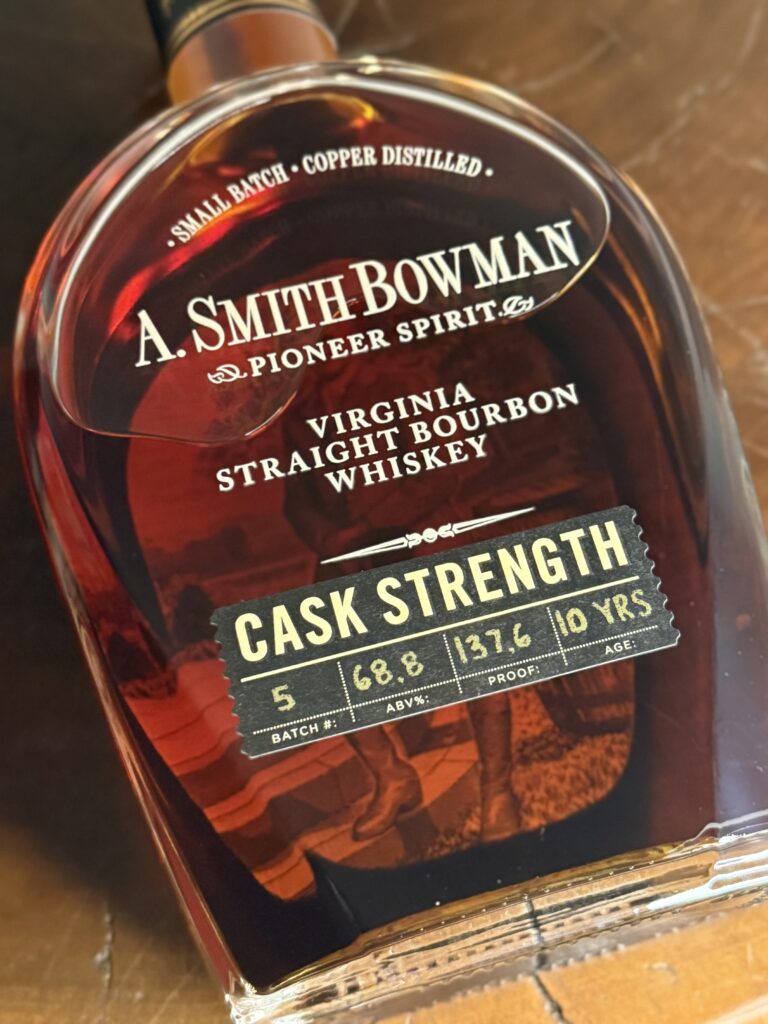 • SMALL BATCH • COPPER DISTILLED •
A. SMITH BOWMAN
PIONEER SPIRIT
VIRGINIA
STRAIGHT BOURBON
WHISKEY
CASK STRENGTH
5 68.8 137.6 10 YRS
BATCH #: ABV%: PROOF: AGE: